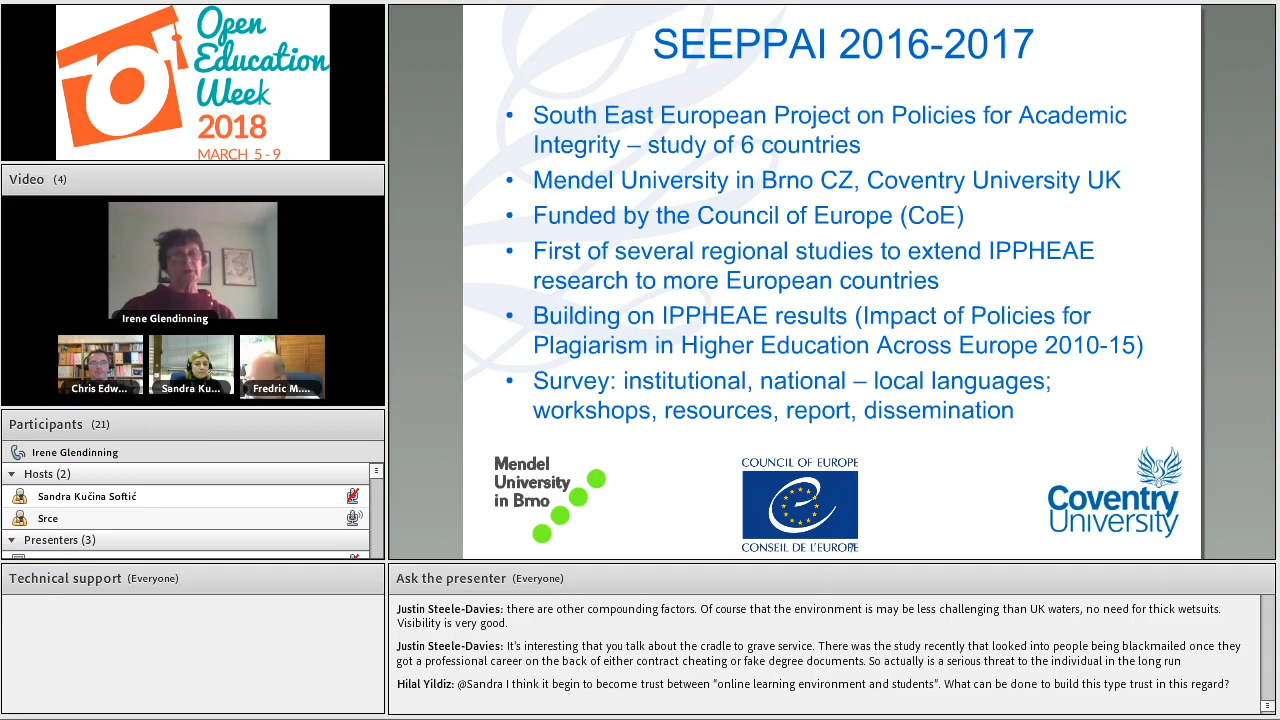 Open
Education
Week
2018
MARCH 5-9
Video (4)
Irene Glendinning
Chris Edw...
Sandra Ku...
Fredric M....
Participants (21)
Irene Glendinning
Hosts (2)
Sandra Kučina Softić
Srce
Presenters (3)
Technical support (Everyone)
SEEPPAI 2016-2017
• South East European Project on Policies for Academic
Integrity – study of 6 countries
• Mendel University in Brno CZ, Coventry University UK
• Funded by the Council of Europe (CoE)
• First of several regional studies to extend IPPHEAE
research to more European countries
• Building on IPPHEAE results (Impact of Policies for
Plagiarism in Higher Education Across Europe 2010-15)
• Survey: institutional, national – local languages;
workshops, resources, report, dissemination
Mendel
University
in Brno
COUNCIL OF EUROPE
CONSEIL DE L'EUROPE
Coventry
University
Ask the presenter (Everyone)
Justin Steele-Davies: there are other compounding factors. Of course that the environment is may be less challenging than UK waters, no need for thick wetsuits.
Visibility is very good.
Justin Steele-Davies: It's interesting that you talk about the cradle to grave service. There was the study recently that looked into people being blackmailed once they
got a professional career on the back of either contract cheating or fake degree documents. So actually is a serious threat to the individual in the long run
Hilal Yildiz: @Sandra I think it begin to become trust between "online learning environment and students". What can be done to build this type trust in this regard?